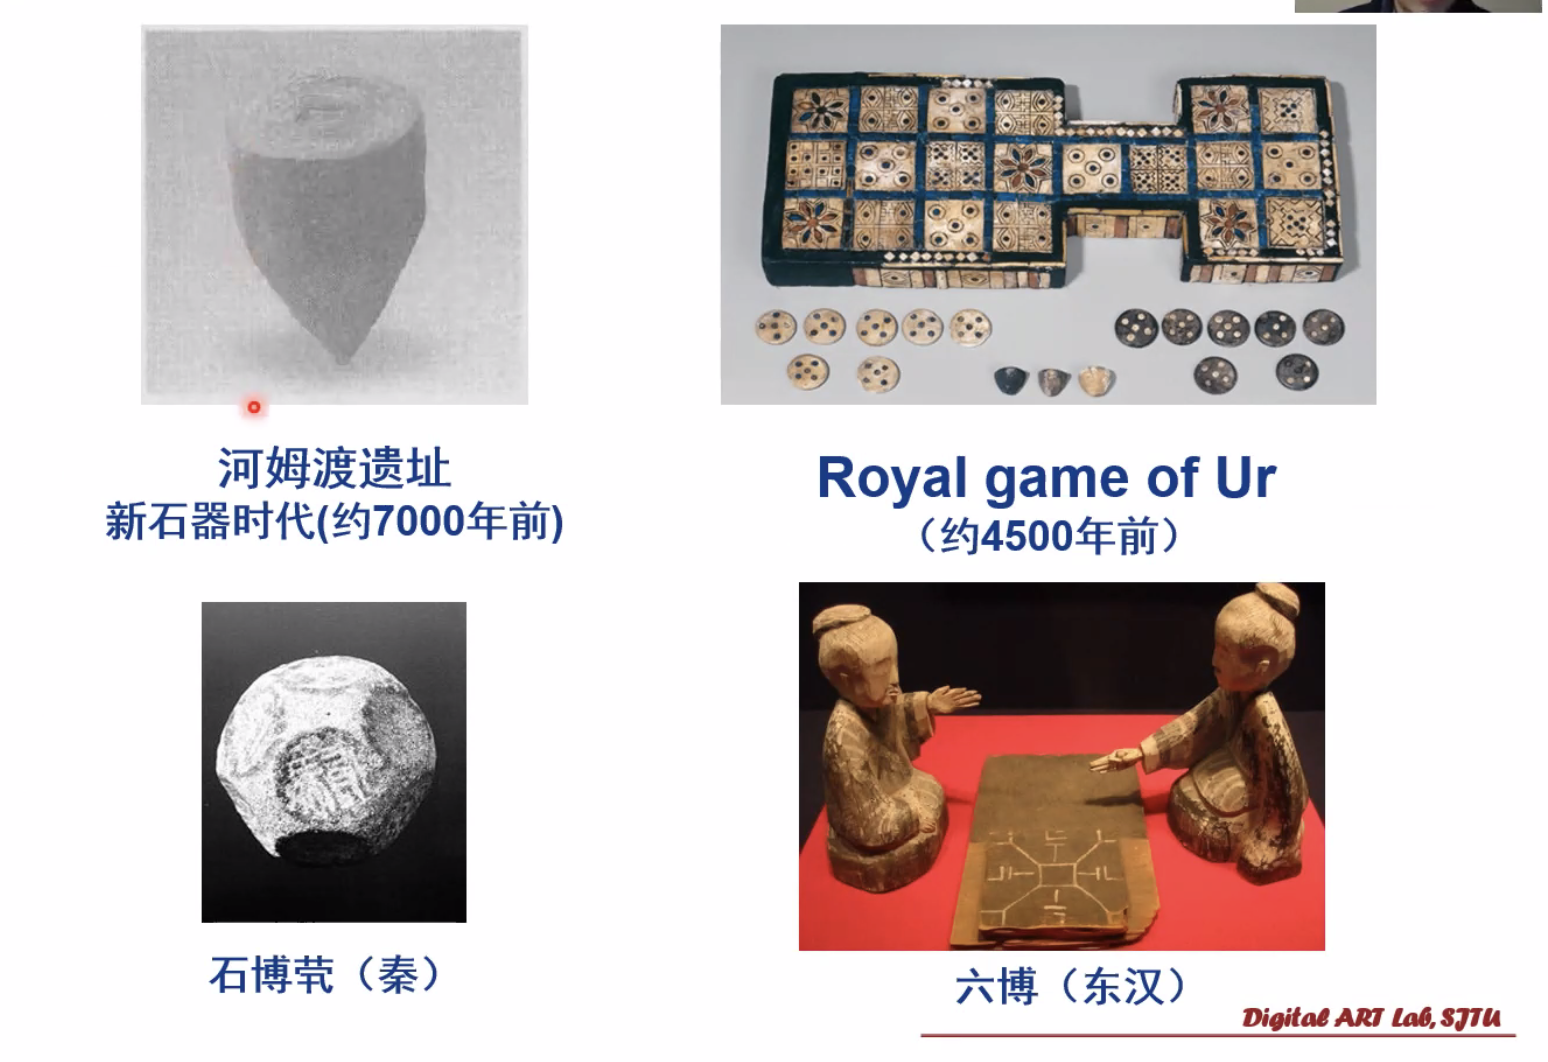 河姆渡遗址
新石器时代(约7000年前)
Royal game of Ur
（约4500年前）
石博茕（秦）
六博（东汉）
Digital ART Lab, SJTU